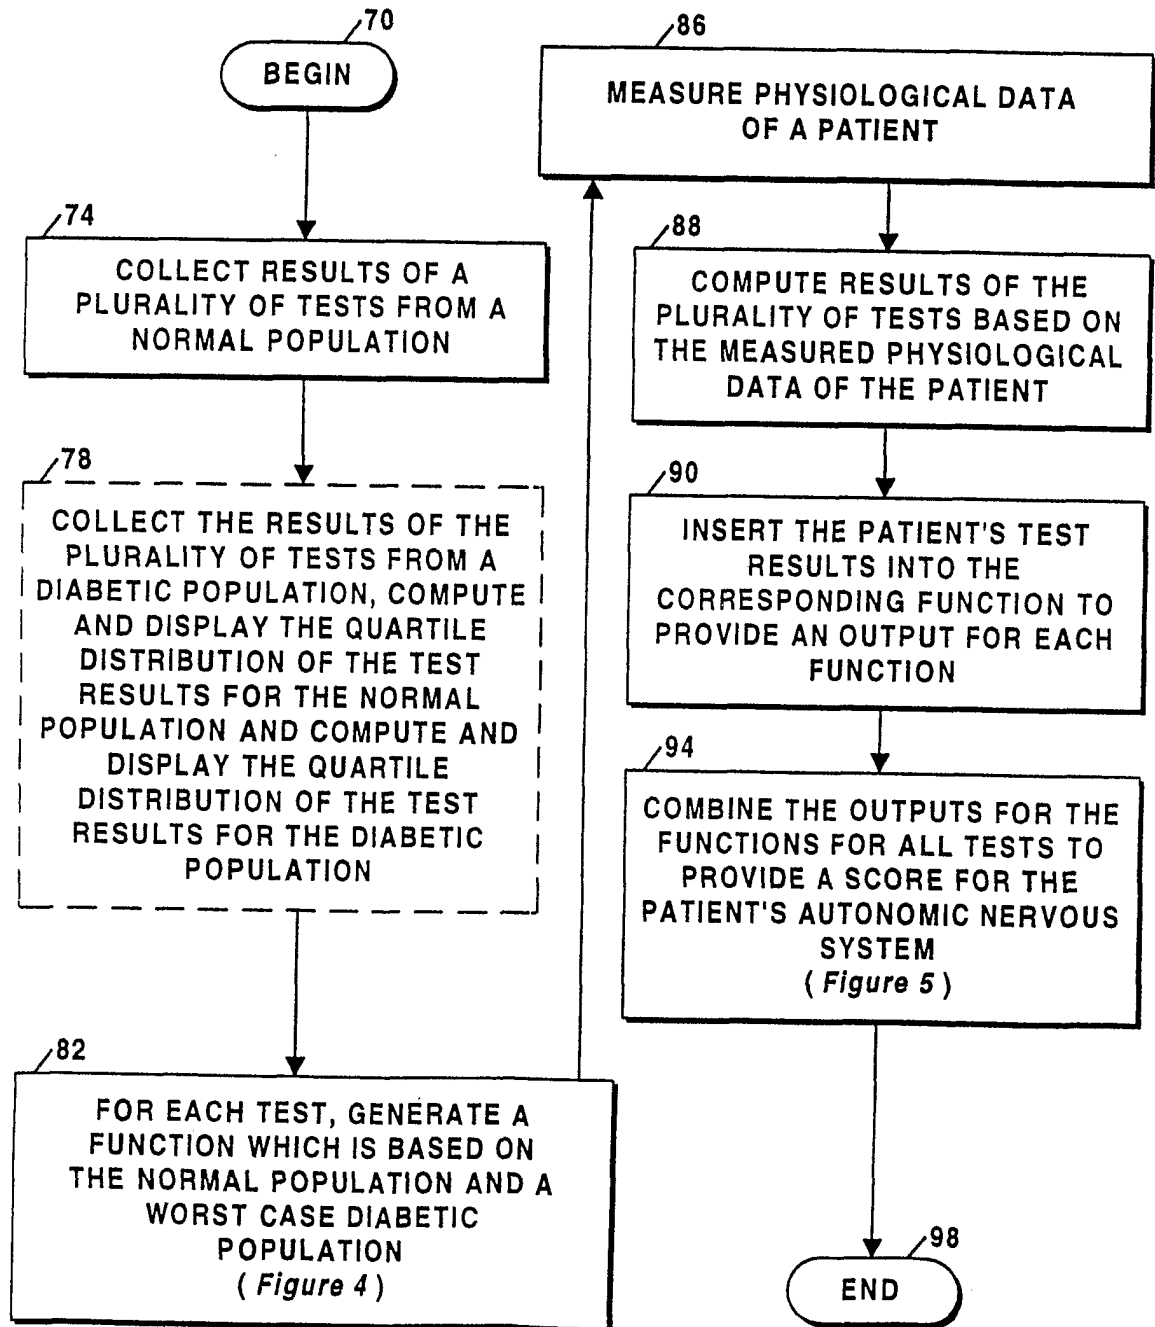 70
BEGIN
74
COLLECT RESULTS OF A
PLURALITY OF TESTS FROM A
NORMAL POPULATION
78
COLLECT THE RESULTS OF THE
PLURALITY OF TESTS FROM A
DIABETIC POPULATION, COMPUTE
AND DISPLAY THE QUARTILE
DISTRIBUTION OF THE TEST
RESULTS FOR THE NORMAL
POPULATION AND COMPUTE AND
DISPLAY THE QUARTILE
DISTRIBUTION OF THE TEST
RESULTS FOR THE DIABETIC
POPULATION
82
FOR EACH TEST, GENERATE A
FUNCTION WHICH IS BASED ON
THE NORMAL POPULATION AND A
WORST CASE DIABETIC
POPULATION
( Figure 4 )
86
MEASURE PHYSIOLOGICAL DATA
OF A PATIENT
88
COMPUTE RESULTS OF THE
PLURALITY OF TESTS BASED ON
THE MEASURED PHYSIOLOGICAL
DATA OF THE PATIENT
90
INSERT THE PATIENT'S TEST
RESULTS INTO THE
CORRESPONDING FUNCTION TO
PROVIDE AN OUTPUT FOR EACH
FUNCTION
94
COMBINE THE OUTPUTS FOR THE
FUNCTIONS FOR ALL TESTS TO
PROVIDE A SCORE FOR THE
PATIENT'S AUTONOMIC NERVOUS
SYSTEM
( Figure 5 )
98
END